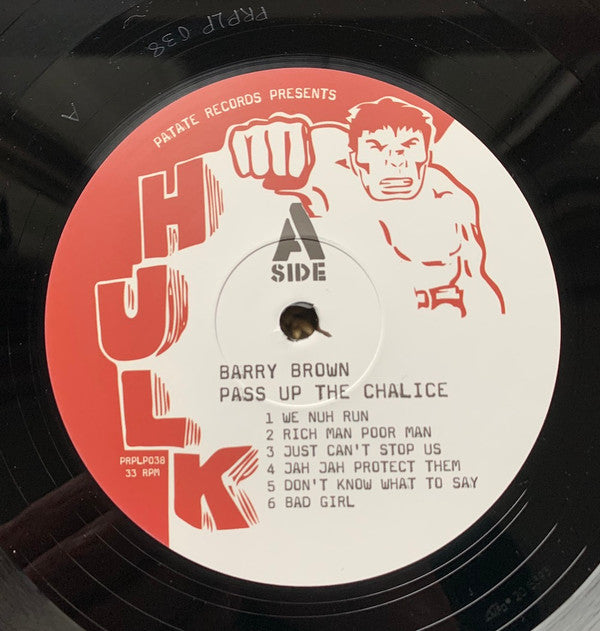 PRPLP 038
A
PATATE RECORDS PRESENTS
HULK
A
SIDE
BARRY BROWN
PASS UP THE CHALICE
1 WE NUH RUN
2 RICH MAN POOR MAN
3 JUST CAN'T STOP US
4 JAH JAH PROTECT THEM
5 DON'T KNOW WHAT TO SAY
6 BAD GIRL
PRPLP038
33 RPM